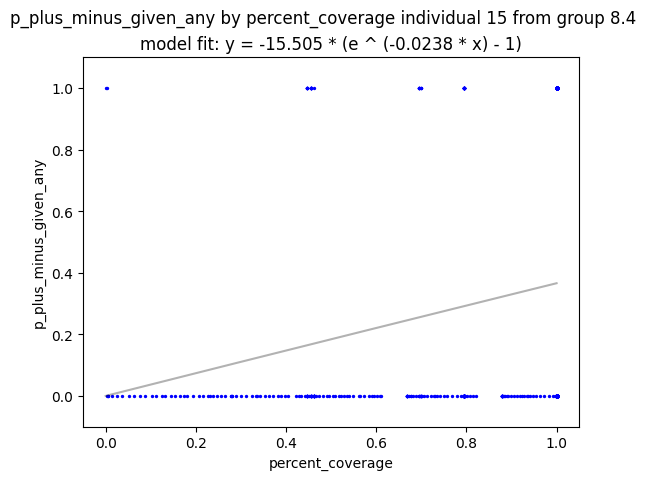 p_plus_minus_given_any by percent_coverage individual 15 from group 8.4
model fit: y = -15.505 * (e ^ (-0.0238 * x) - 1)
1.0
0.8
0.6
0.4
0.2
0.0
p_plus_minus_given_any
0.0 0.2 0.4 0.6 0.8 1.0
percent_coverage